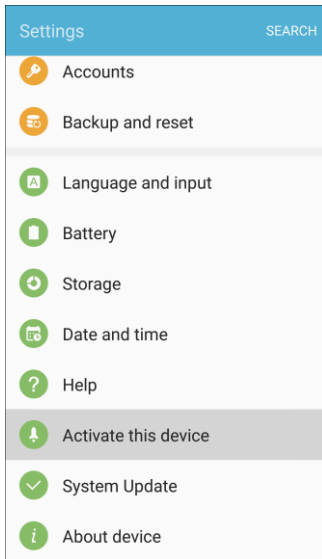 Settings SEARCH
Accounts
Backup and reset
A Language and input
Battery
Storage
Date and time
? Help
Activate this device
System Update
i About device